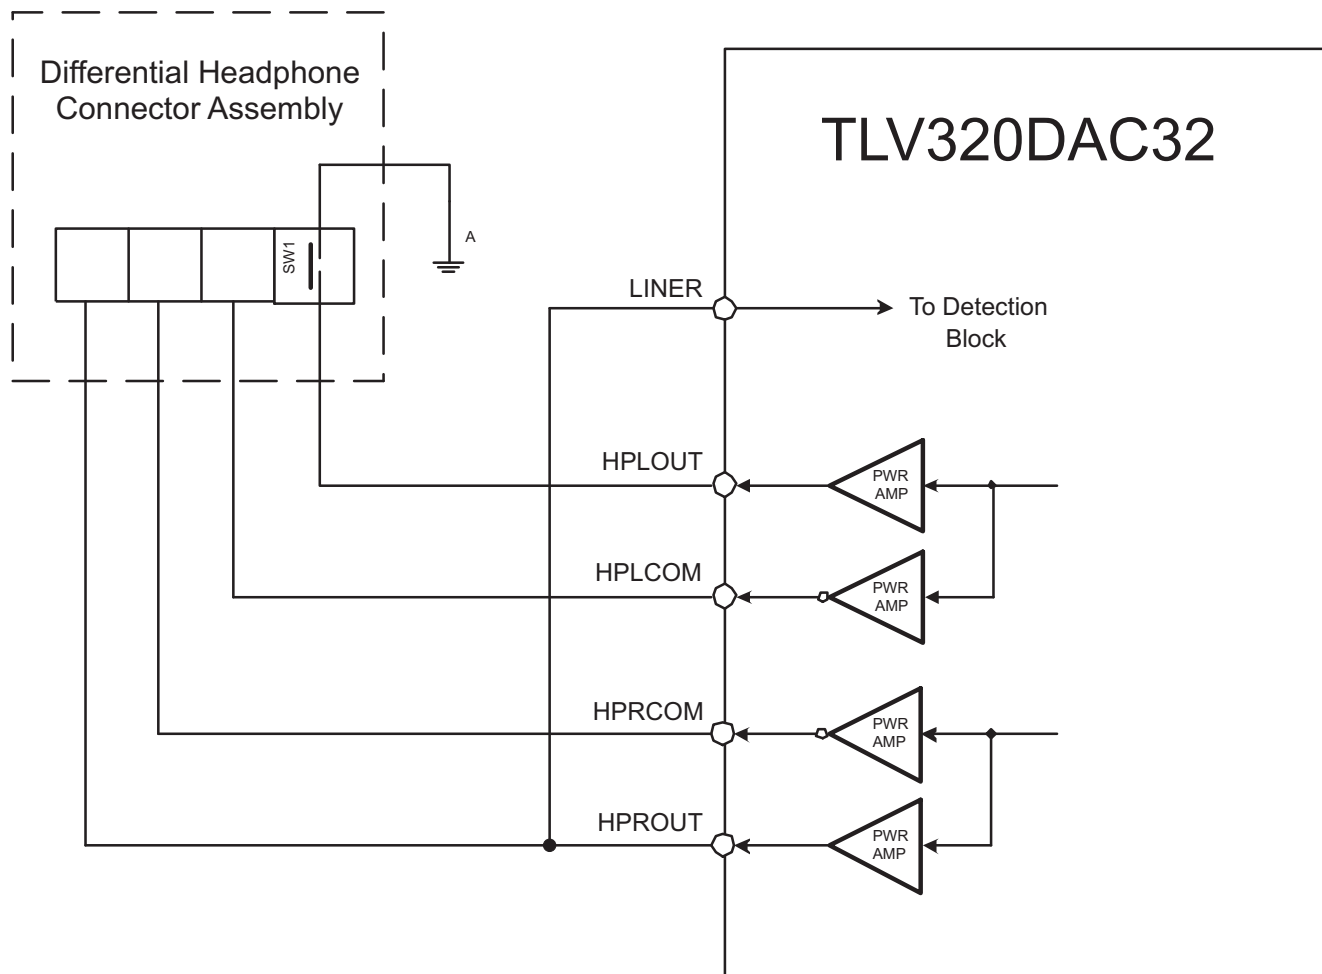 Differential Headphone
Connector Assembly
TLV320DAC32
SW1
A
LINER
To Detection
Block
HPLOUT
PWR
AMP
HPLCOM
PWR
AMP
HPRCOM
PWR
AMP
HPROUT
PWR
AMP